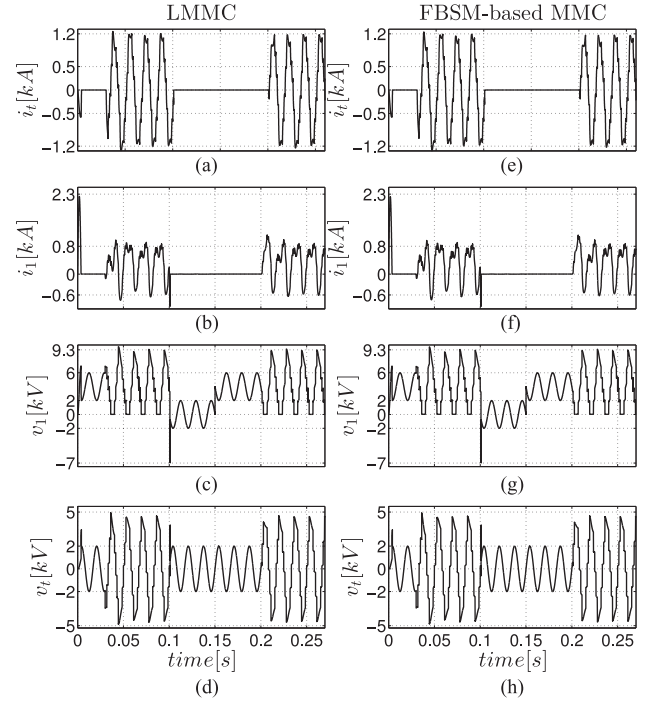 LMMC
FBSM-based MMC
i_t[kA]
1.2
0.5
0
−0.5
−1.2
(a)
i_t[kA]
1.2
0.5
0
−0.5
−1.2
(e)
i_1[kA]
2.3
0.8
0
−0.6
(b)
i_1[kA]
2.3
0.8
0
−0.6
(f)
v_1[kV]
9.3
6
2
0
−2
−7
(c)
v_1[kV]
9.3
6
2
0
−2
−7
(g)
v_t[kV]
5
2
0
−2
−5
0 0.05 0.1 0.15 0.2 0.25
time[s]
(d)
v_t[kV]
5
2
0
−2
−5
0 0.05 0.1 0.15 0.2 0.25
time[s]
(h)